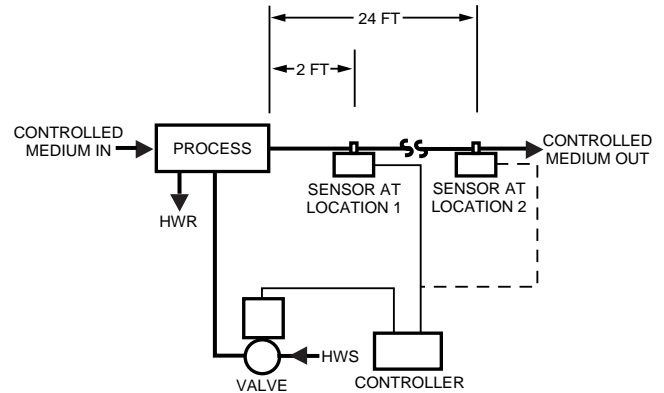 24 FT
2 FT
CONTROLLED
MEDIUM IN
PROCESS
CONTROLLED
MEDIUM OUT
SENSOR AT
LOCATION 1
SENSOR AT
LOCATION 2
HWR
HWS
VALVE
CONTROLLER